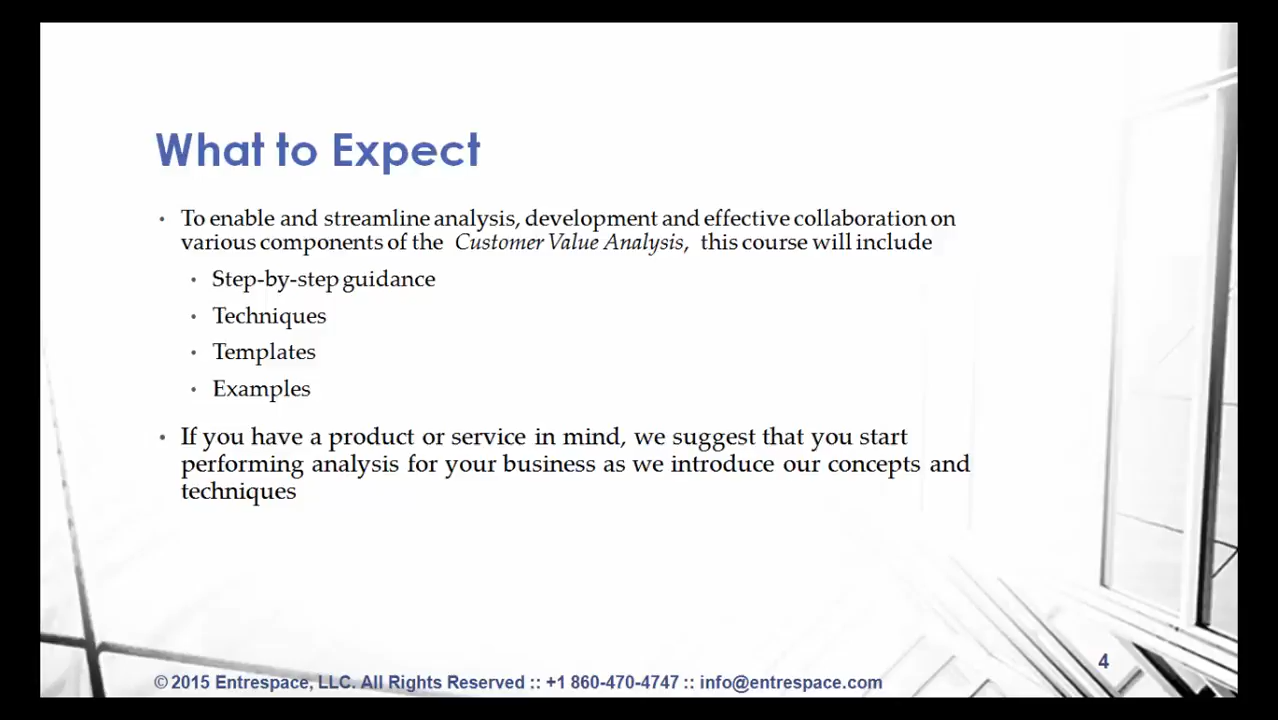 What to Expect
• To enable and streamline analysis, development and effective collaboration on
various components of the Customer Value Analysis, this course will include
• Step-by-step guidance
• Techniques
• Templates
• Examples
• If you have a product or service in mind, we suggest that you start
performing analysis for your business as we introduce our concepts and
techniques
4
© 2015 Entrespace, LLC. All Rights Reserved :: +1 860-470-4747 :: info@entrespace.com